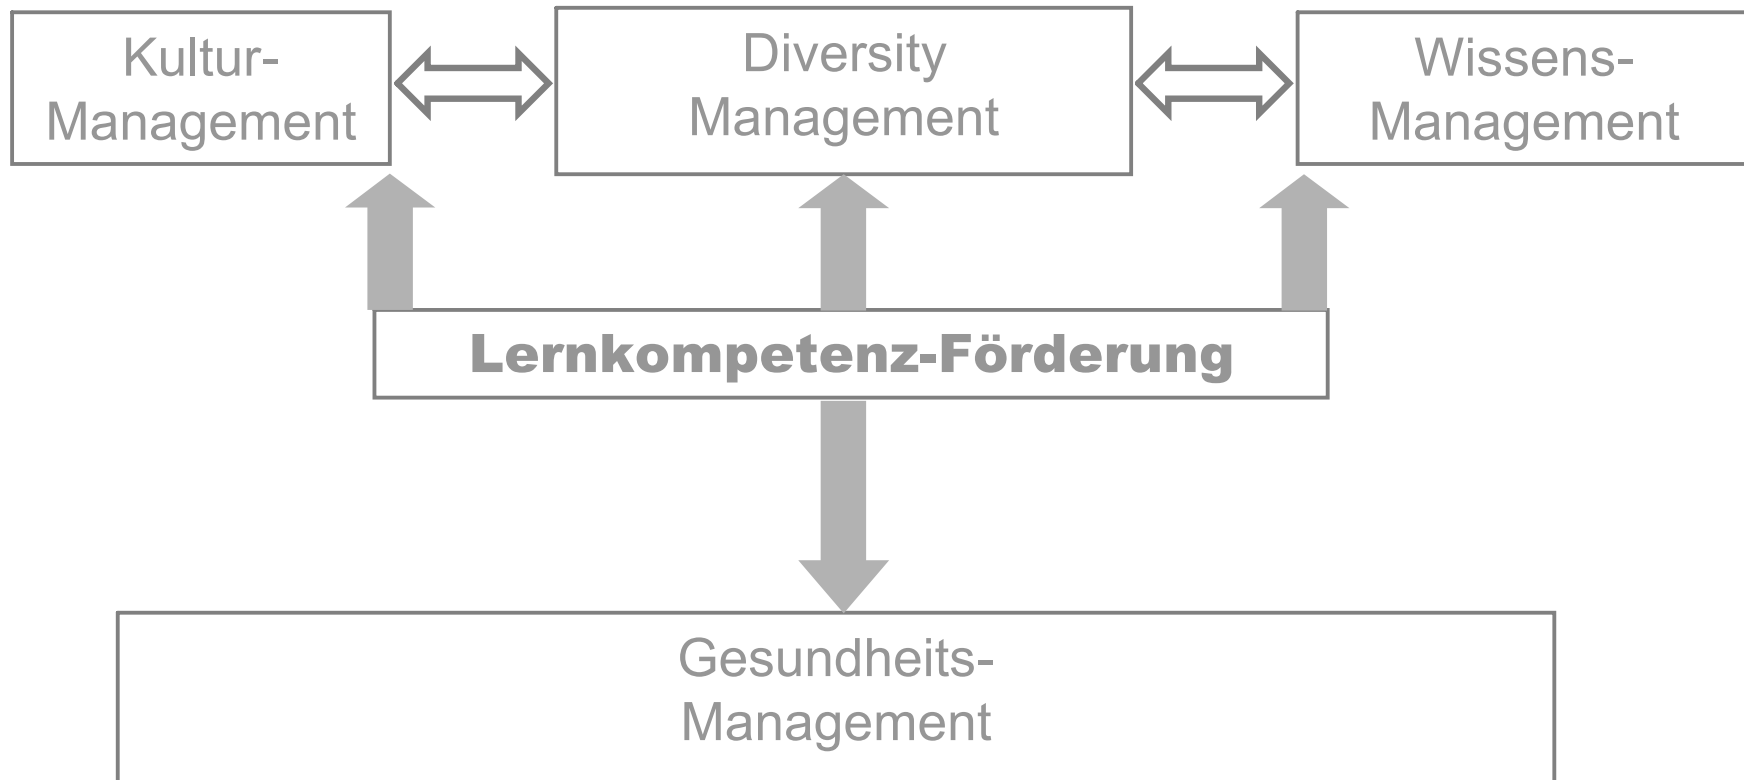 Kultur-
Management
Diversity
Management
Wissens-
Management
Lernkompetenz-Förderung
Gesundheits-
Management